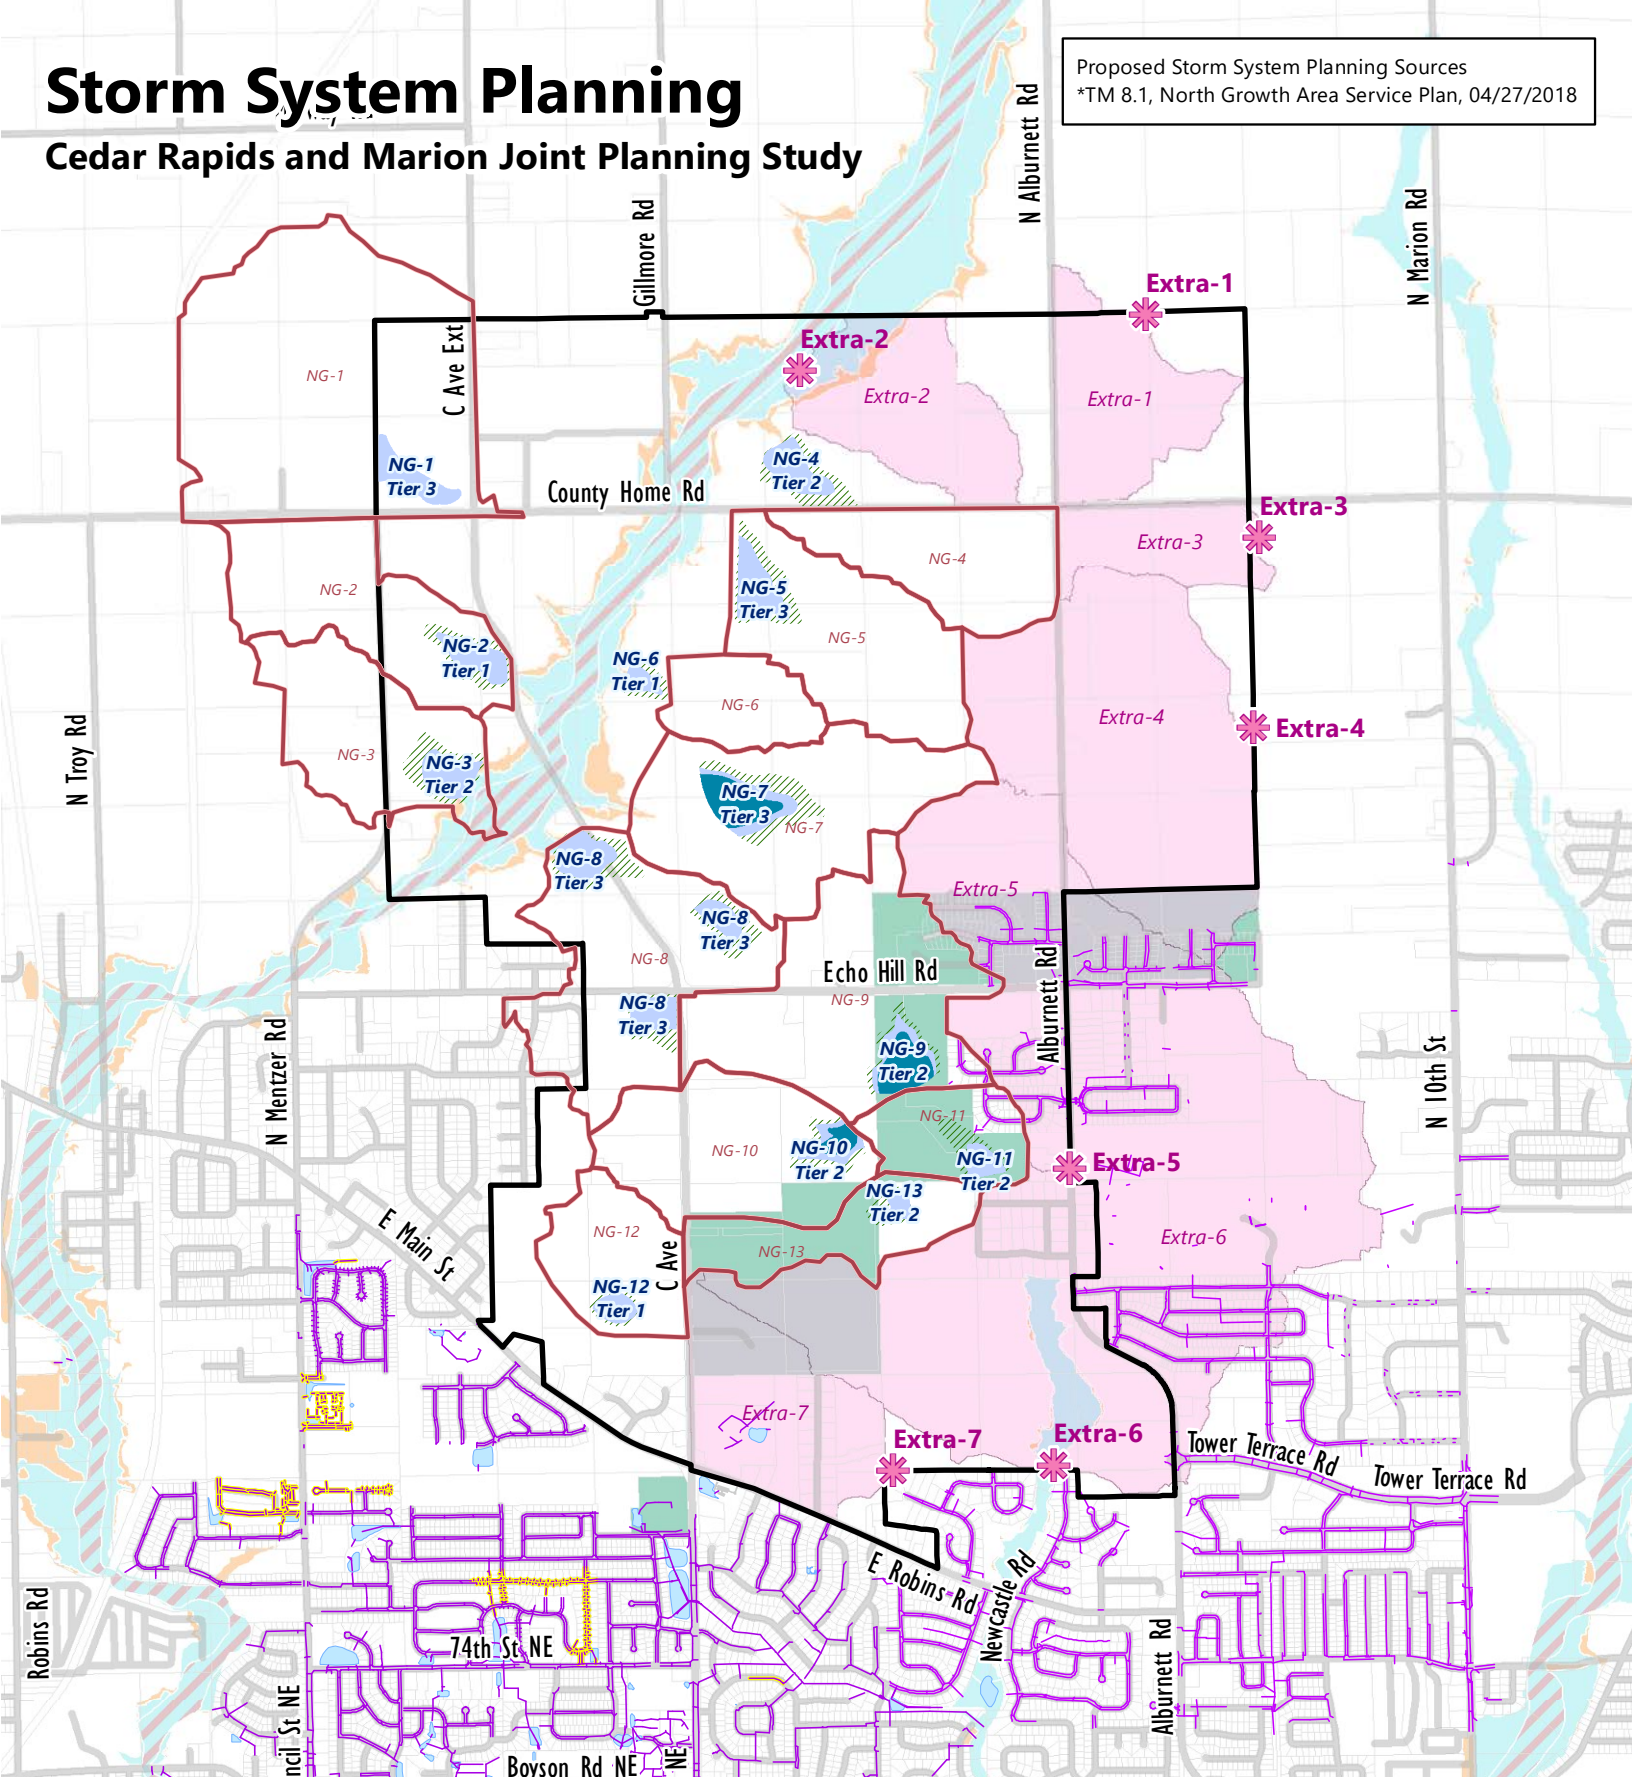 Storm System Planning
Cedar Rapids and Marion Joint Planning Study
Proposed Storm System Planning Sources
*TM 8.1, North Growth Area Service Plan, 04/27/2018
N Alburnett Rd
N Marion Rd
Gillmore Rd
Extra-1
Extra-2
C Ave Ext
NG-1
Extra-2
Extra-1
NG-1
Tier 3
NG-4
Tier 2
County Home Rd
Extra-3
Extra-3
NG-4
NG-2
NG-5
Tier 3
NG-5
NG-2
Tier 1
NG-6
Tier 1
NG-6
Extra-4
Extra-4
N Troy Rd
NG-3
NG-3
Tier 2
NG-7
Tier 3
NG-7
NG-8
Tier 3
Extra-5
NG-8
Tier 3
NG-8
Echo Hill Rd
NG-9
NG-8
Tier 3
Alburnett Rd
N Mentzer Rd
NG-9
Tier 2
N 10th St
NG-11
NG-10
NG-10
Tier 2
NG-11
Tier 2
Extra-5
NG-13
Tier 2
E Main St
NG-12
C Ave
NG-13
Extra-6
NG-12
Tier 1
Extra-7
Extra-7
Extra-6
Tower Terrace Rd
Tower Terrace Rd
E Robins Rd
Newcastle Rd
Robins Rd
74th St NE
Alburnett Rd
ncil St NE
Boyson Rd NE
NE